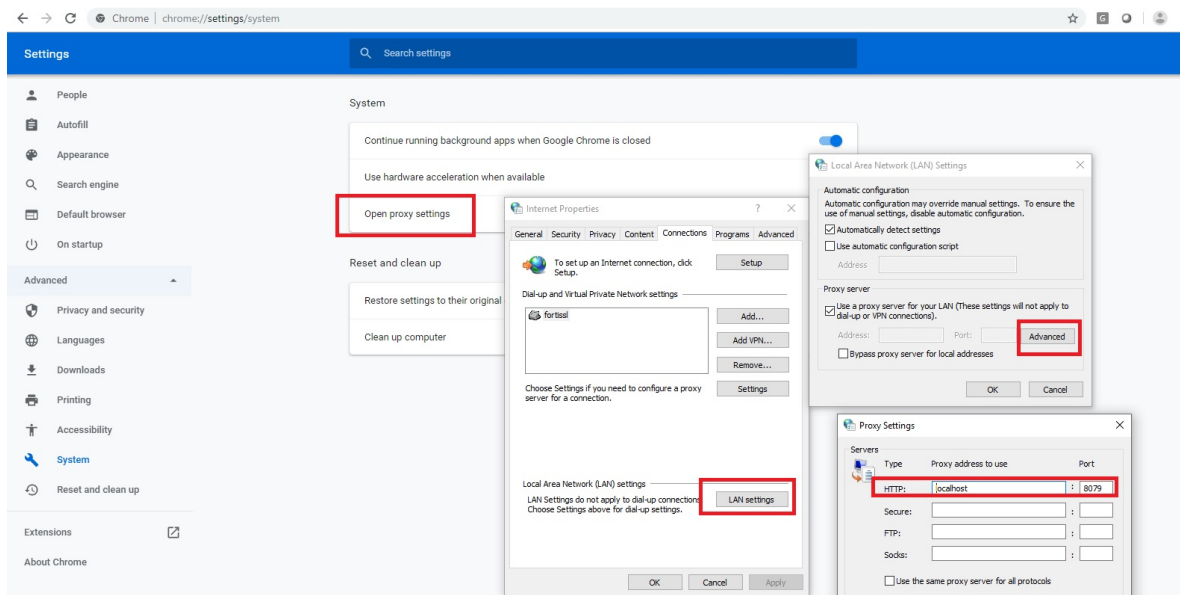 Chrome | chrome://settings/system
G
Settings
Search settings
People
Autofill
Appearance
Search engine
Default browser
On startup
Advanced
Privacy and security
Languages
Downloads
Printing
Accessibility
System
Reset and clean up
Extensions
About Chrome
System
Continue running background apps when Google Chrome is closed
Use hardware acceleration when available
Open proxy settings
Reset and clean up
Restore settings to their original
Clean up computer
Internet Properties
?
General Security Privacy Content Connections Programs Advanced
To set up an Internet connection, click
Setup.
Setup
Dial-up and Virtual Private Network settings
fortissl
Add...
Add VPN...
Remove...
Choose Settings if you need to configure a proxy
server for a connection.
Settings
Local Area Network (LAN) settings
LAN Settings do not apply to dial-up connections
Choose Settings above for dial-up settings.
LAN settings
OK Cancel Apply
Local Area Network (LAN) Settings
Automatic configuration
Automatic configuration may override manual settings. To ensure the
use of manual settings, disable automatic configuration.
Automatically detect settings
Use automatic configuration script
Address
Proxy server
Use a proxy server for your LAN (These settings will not apply to
dial-up or VPN connections).
Address: Port: Advanced
Bypass proxy server for local addresses
OK Cancel
Proxy Settings
Servers
Type Proxy address to use Port
HTTP: localhost : 8079
Secure: :
FTP: :
Socks: :
Use the same proxy server for all protocols